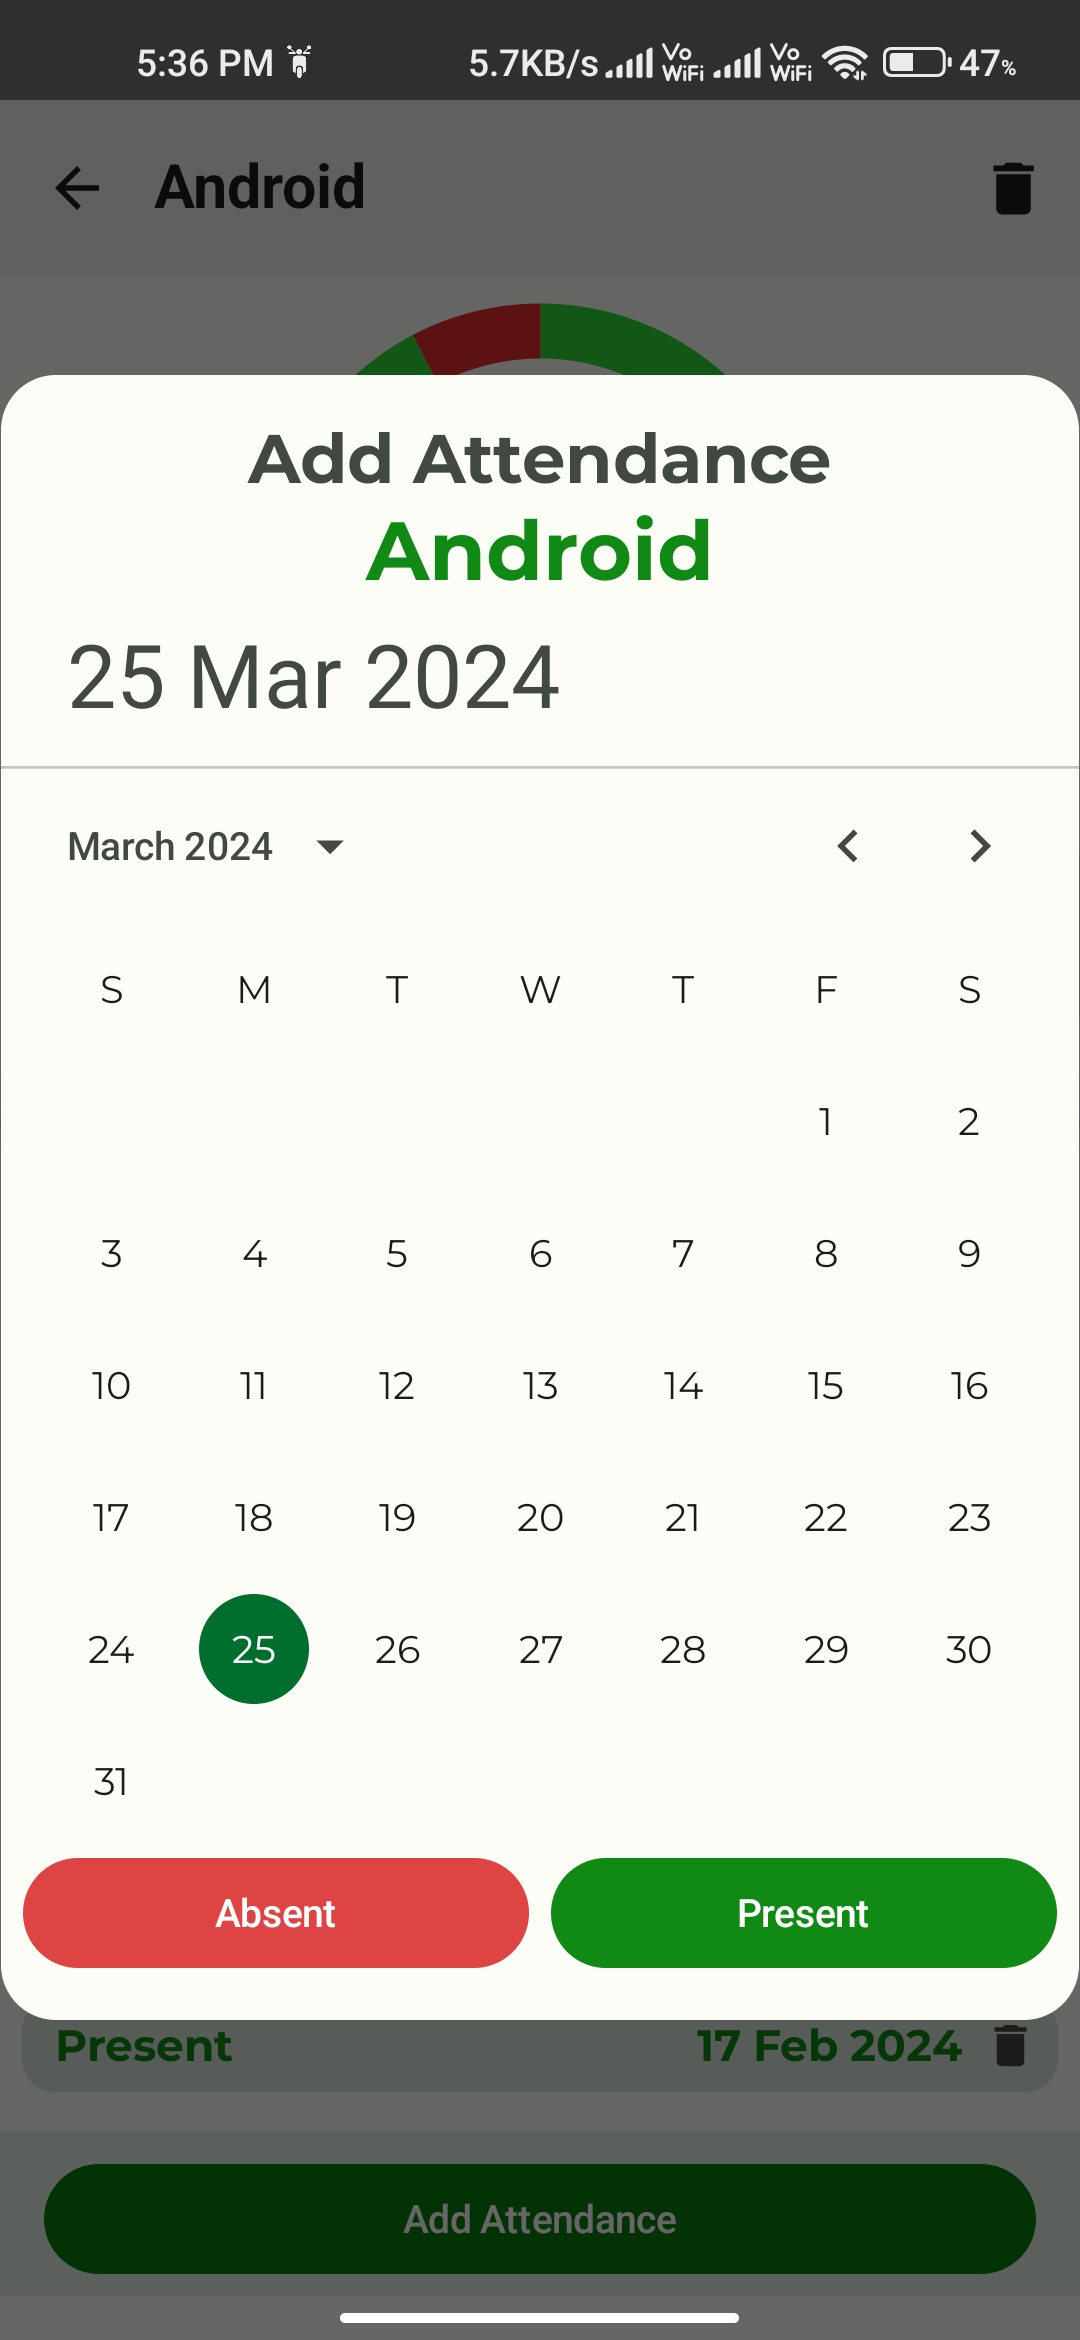 5:36 PM 5.7KB/s Vo WiFi Vo WiFi 47%
Android
Add Attendance
Android
25 Mar 2024
March 2024
S M T W T F S
1 2
3 4 5 6 7 8 9
10 11 12 13 14 15 16
17 18 19 20 21 22 23
24 25 26 27 28 29 30
31
Absent Present
Present 17 Feb 2024
Add Attendance